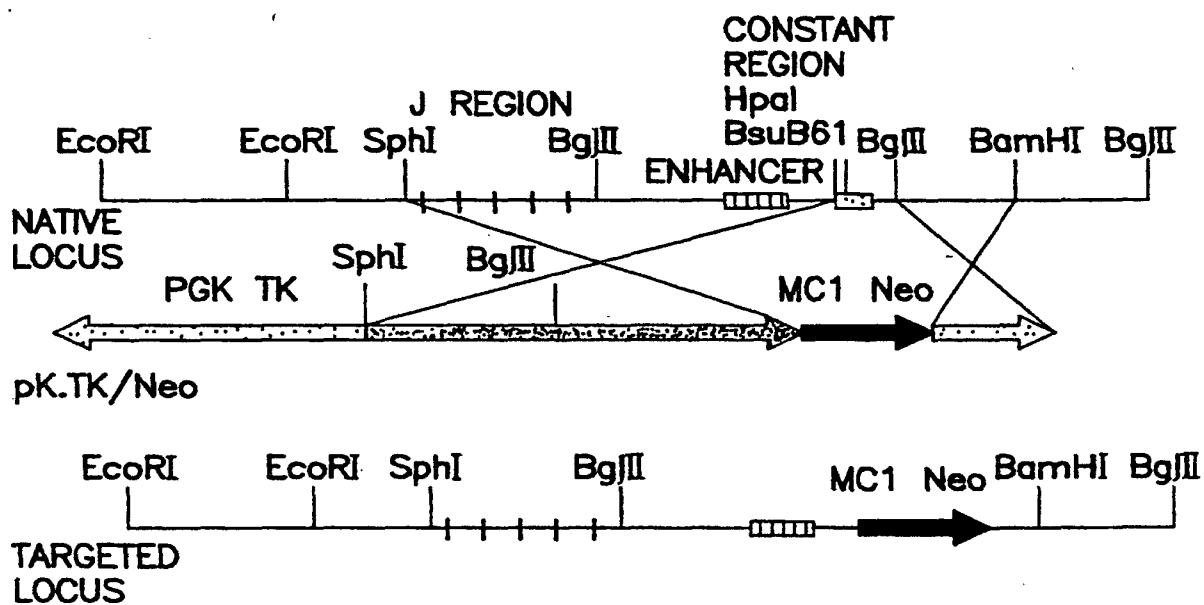 CONSTANT
REGION
HpaI
BsuB61
J REGION
EcoRI EcoRI SphI BglII BglII BamHI BglII
ENHANCER
NATIVE
LOCUS
SphI BglII
PGK TK MC1 Neo
pK.TK/Neo
EcoRI EcoRI SphI BglII BamHI BglII
MC1 Neo
TARGETED
LOCUS